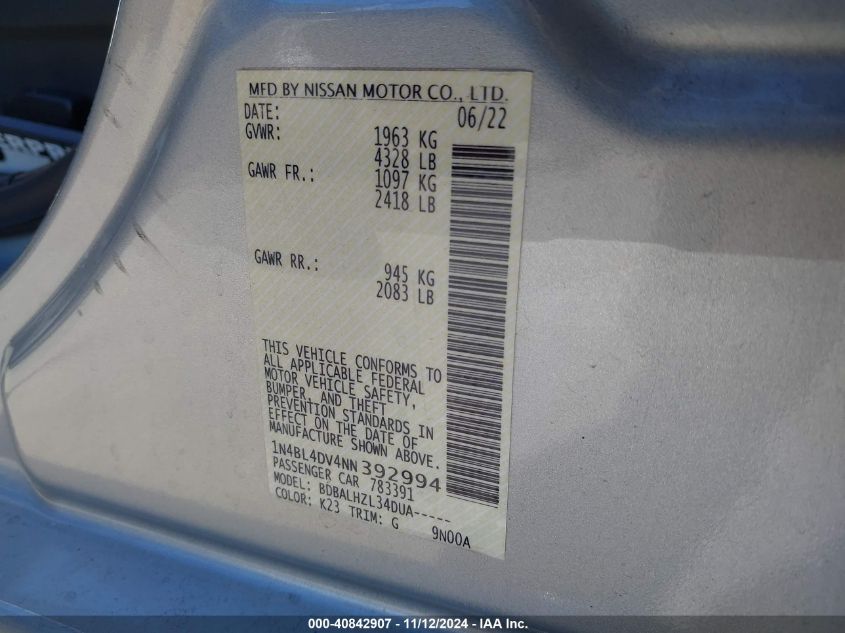 MFD BY NISSAN MOTOR CO., LTD.
DATE: 06/22
GVWR: 1963 KG
4328 LB
GAWR FR.: 1097 KG
2418 LB
GAWR RR.: 945 KG
2083 LB
THIS VEHICLE CONFORMS TO
ALL APPLICABLE FEDERAL
MOTOR VEHICLE SAFETY,
BUMPER, AND THEFT
PREVENTION STANDARDS IN
EFFECT ON THE DATE OF
MANUFACTURE SHOWN ABOVE.
1N4BL4DV4NN392994
PASSENGER CAR 783391
MODEL: BDBALHZL34DUA-----
COLOR: K23 TRIM: G
9N00A
000-40842907 - 11/12/2024 - IAA Inc.